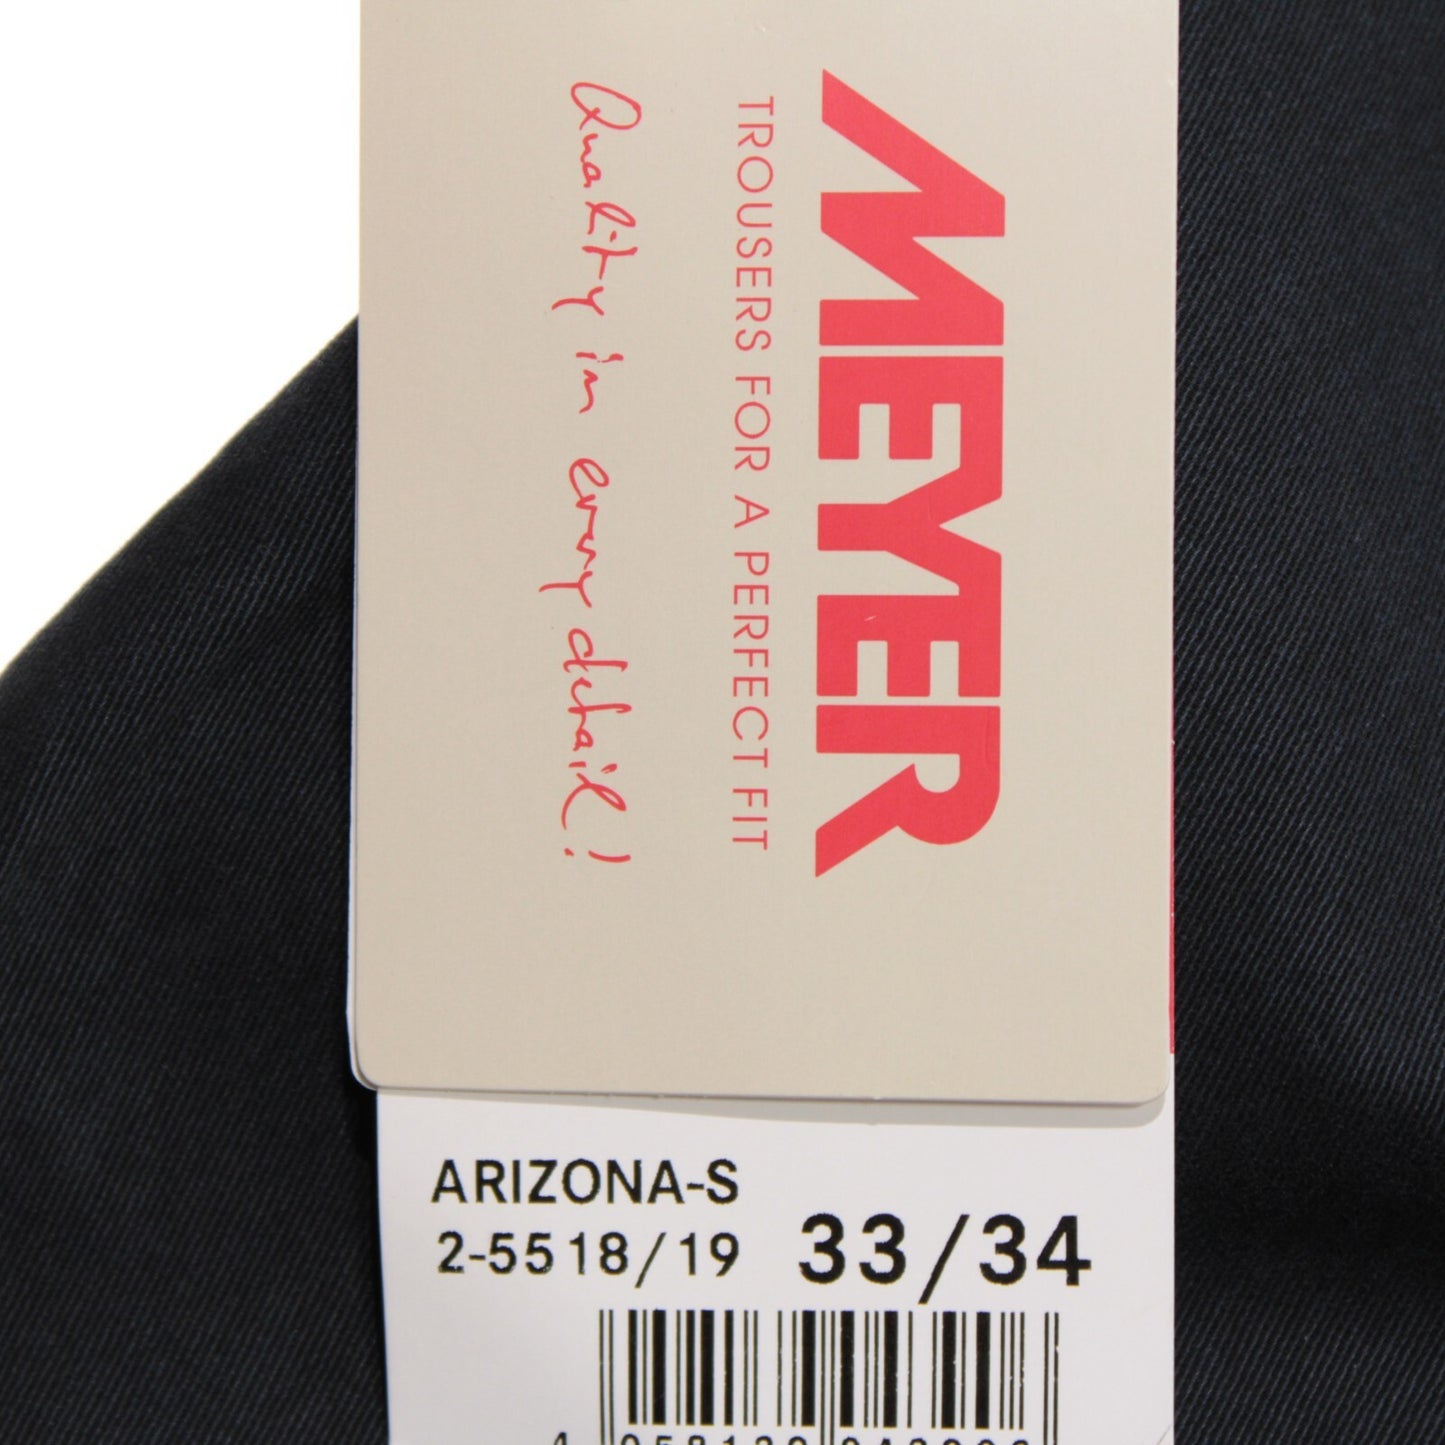 MEYER
TROUSERS FOR A PERFECT FIT
Quality in every detail!
ARIZONA-S
2-5518/19 33/34